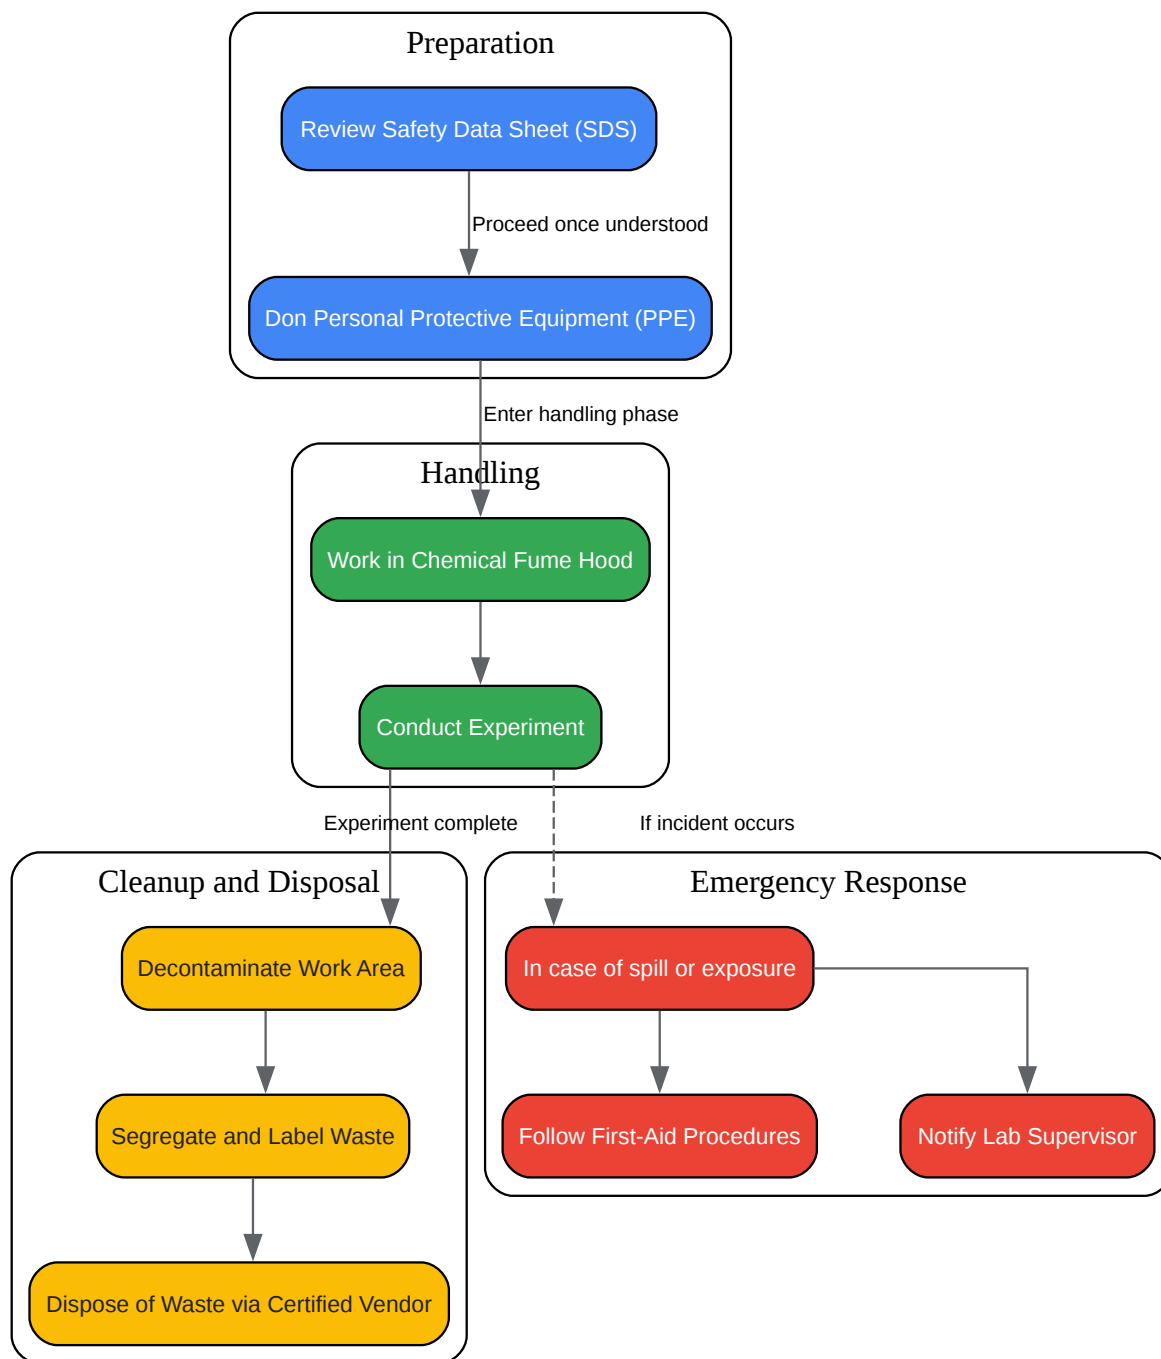 Preparation
Review Safety Data Sheet (SDS)
Proceed once understood
Don Personal Protective Equipment (PPE)
Enter handling phase
Handling
Work in Chemical Fume Hood
Conduct Experiment
Experiment complete
If incident occurs
Cleanup and Disposal
Decontaminate Work Area
Segregate and Label Waste
Dispose of Waste via Certified Vendor
Emergency Response
In case of spill or exposure
Follow First-Aid Procedures
Notify Lab Supervisor